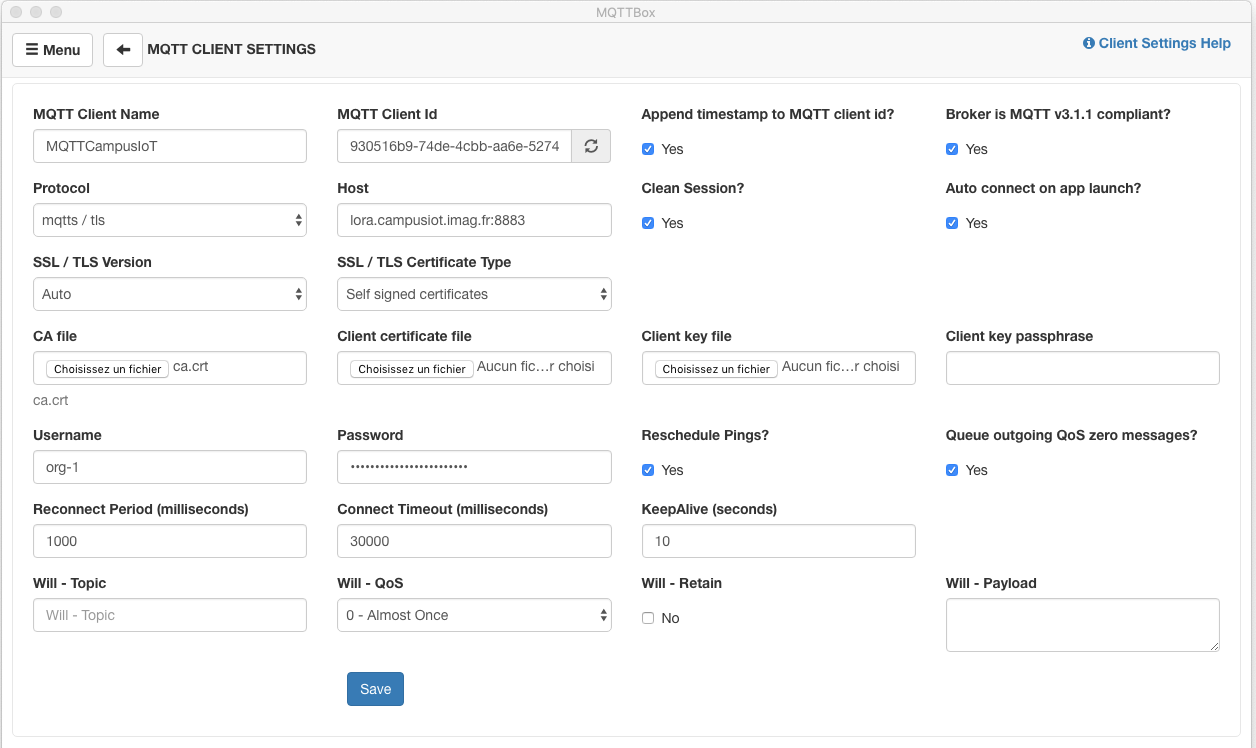 MQTTBox
Menu
MQTT CLIENT SETTINGS
Client Settings Help
MQTT Client Name
MQTT Client Id
Append timestamp to MQTT client id?
Broker is MQTT v3.1.1 compliant?
MQTTCampusIoT
930516b9-74de-4cbb-aa6e-5274
Yes
Yes
Protocol
Host
Clean Session?
Auto connect on app launch?
mqtts / tls
lora.campusiot.imag.fr:8883
Yes
Yes
SSL / TLS Version
SSL / TLS Certificate Type
Auto
Self signed certificates
CA file
Client certificate file
Client key file
Client key passphrase
Choisissez un fichier ca.crt
Choisissez un fichier Aucun fic…r choisi
Choisissez un fichier Aucun fic…r choisi
ca.crt
Username
Password
Reschedule Pings?
Queue outgoing QoS zero messages?
org-1
••••••••••••••••••••••••
Yes
Yes
Reconnect Period (milliseconds)
Connect Timeout (milliseconds)
KeepAlive (seconds)
1000
30000
10
Will - Topic
Will - QoS
Will - Retain
Will - Payload
Will - Topic
0 - Almost Once
No
Save